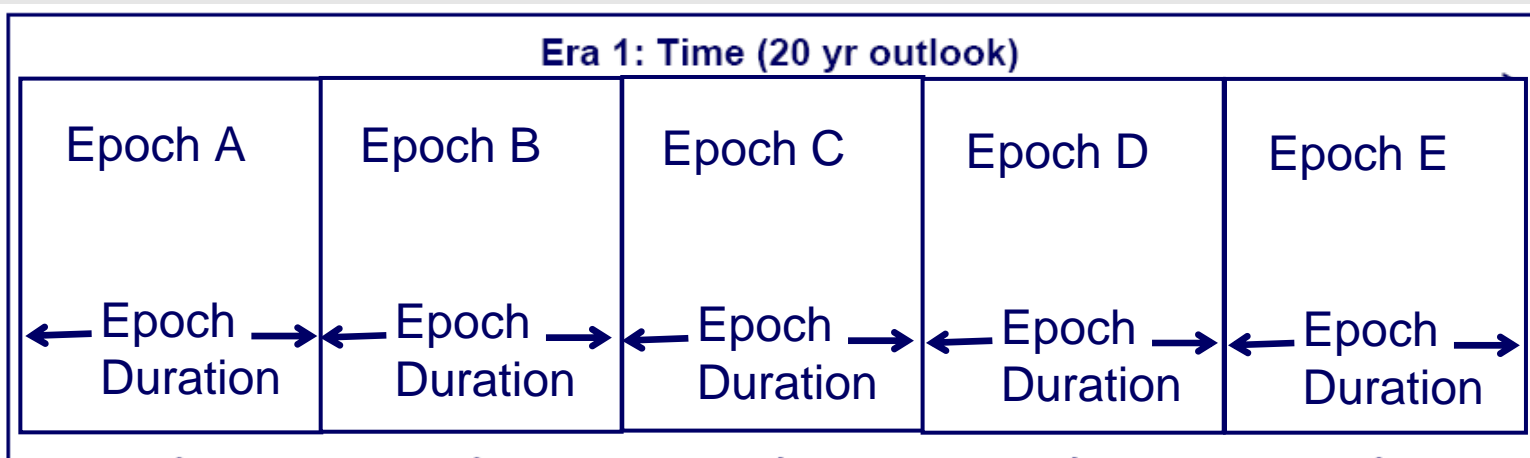 Era 1: Time (20 yr outlook)
Epoch A
Epoch B
Epoch C
Epoch D
Epoch E
Epoch
Duration
Epoch
Duration
Epoch
Duration
Epoch
Duration
Epoch
Duration